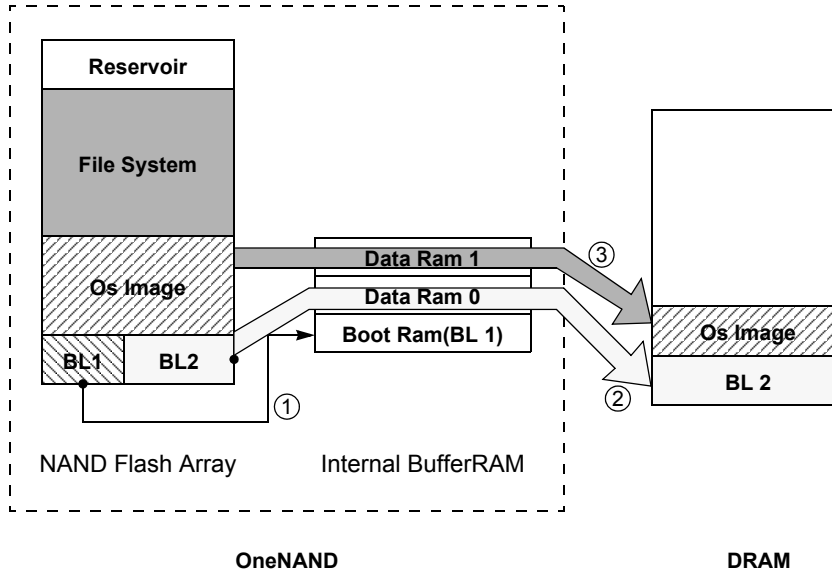 Reservoir
File System
Os Image
BL1
BL2
Data Ram 1
Data Ram 0
Boot Ram(BL 1)
①
②
③
Os Image
BL 2
NAND Flash Array
Internal BufferRAM
OneNAND
DRAM